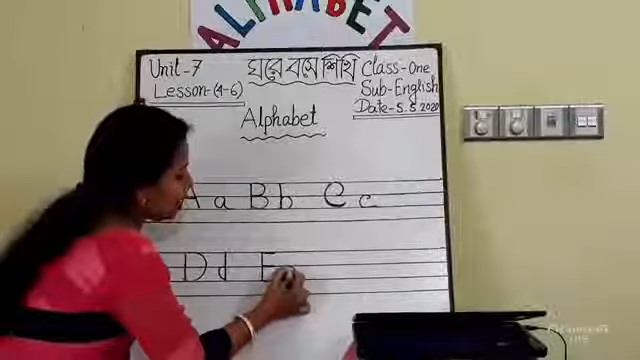 ALPHABET
Unit-7 ঘরে বসে শিখি Class-One
Lesson-(4-6) Sub-English
Alphabet Date-5.5.2020
A a B b C c
D d E